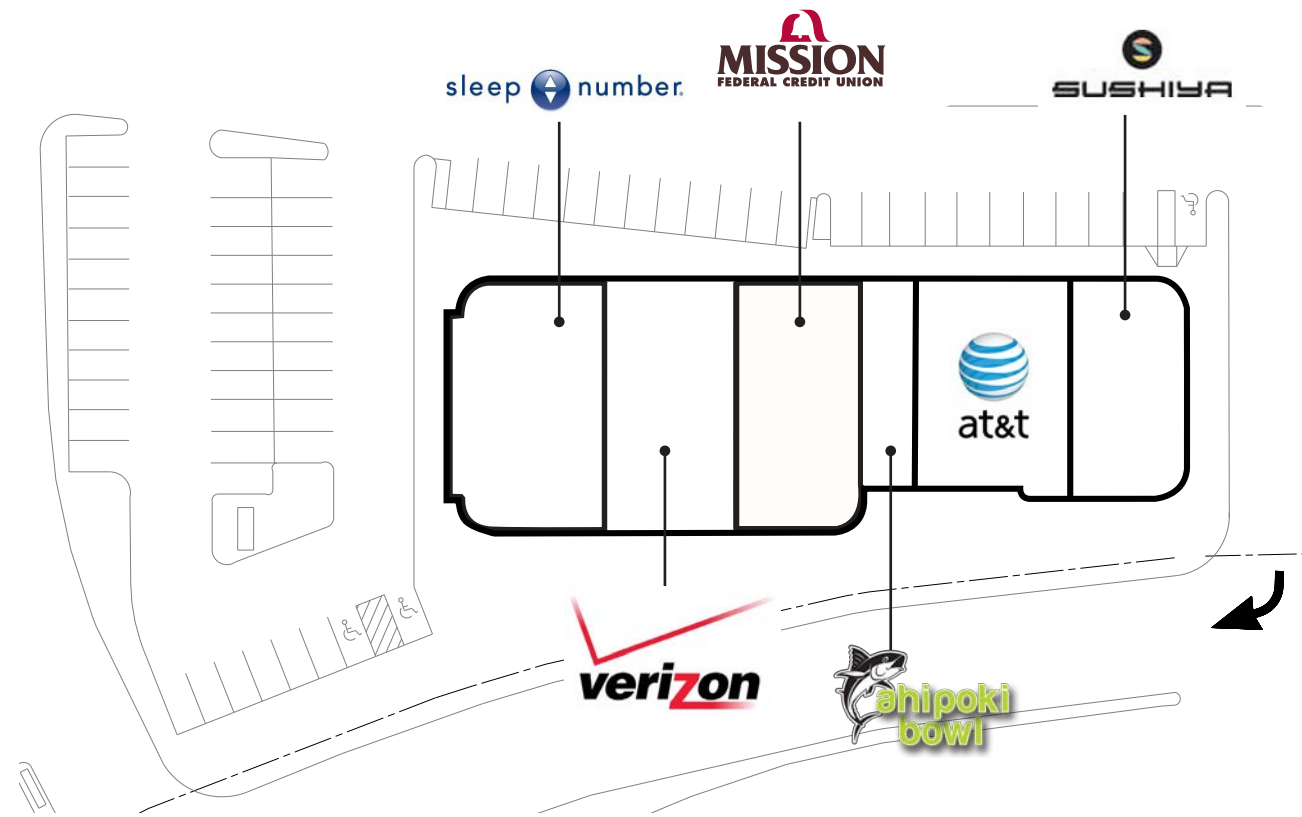 sleep number
MISSION
FEDERAL CREDIT UNION
S
SUSHIYA
at&t
verizon
ahipoki
bowl